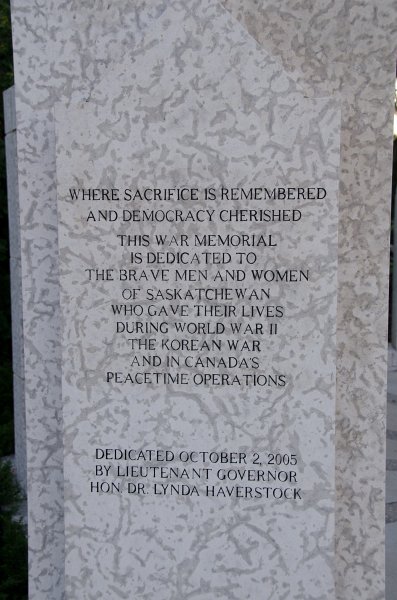 WHERE SACRIFICE IS REMEMBERED
AND DEMOCRACY CHERISHED
THIS WAR MEMORIAL
IS DEDICATED TO
THE BRAVE MEN AND WOMEN
OF SASKATCHEWAN
WHO GAVE THEIR LIVES
DURING WORLD WAR II
THE KOREAN WAR
AND IN CANADA'S
PEACETIME OPERATIONS
DEDICATED OCTOBER 2, 2005
BY LIEUTENANT GOVERNOR
HON. DR. LYNDA HAVERSTOCK